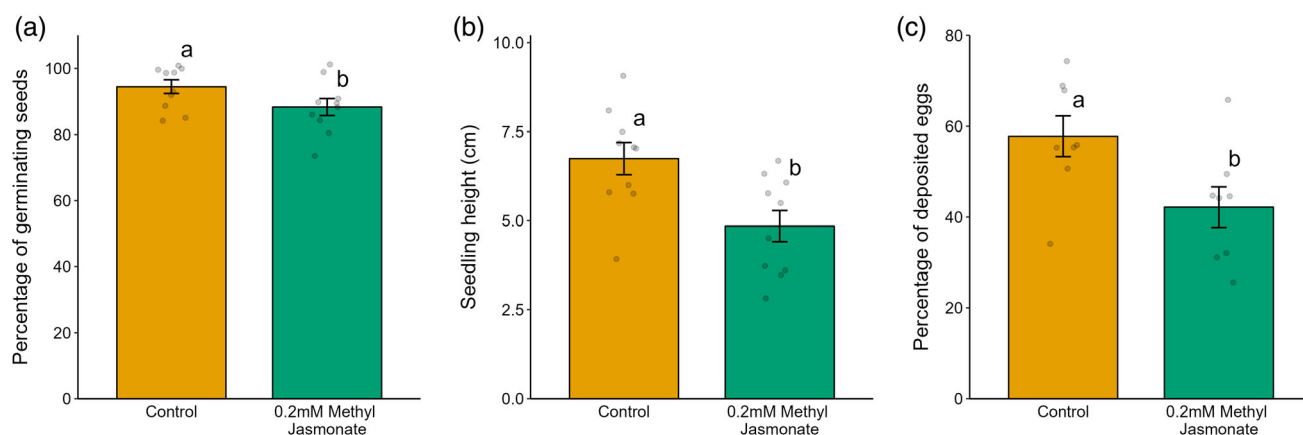 (a)
Percentage of germinating seeds
100
80
60
40
20
0
a
b
Control
0.2mM Methyl
Jasmonate
(b)
Seedling height (cm)
10.0
7.5
5.0
2.5
0.0
a
b
Control
0.2mM Methyl
Jasmonate
(c)
Percentage of deposited eggs
80
60
40
20
0
a
b
Control
0.2mM Methyl
Jasmonate